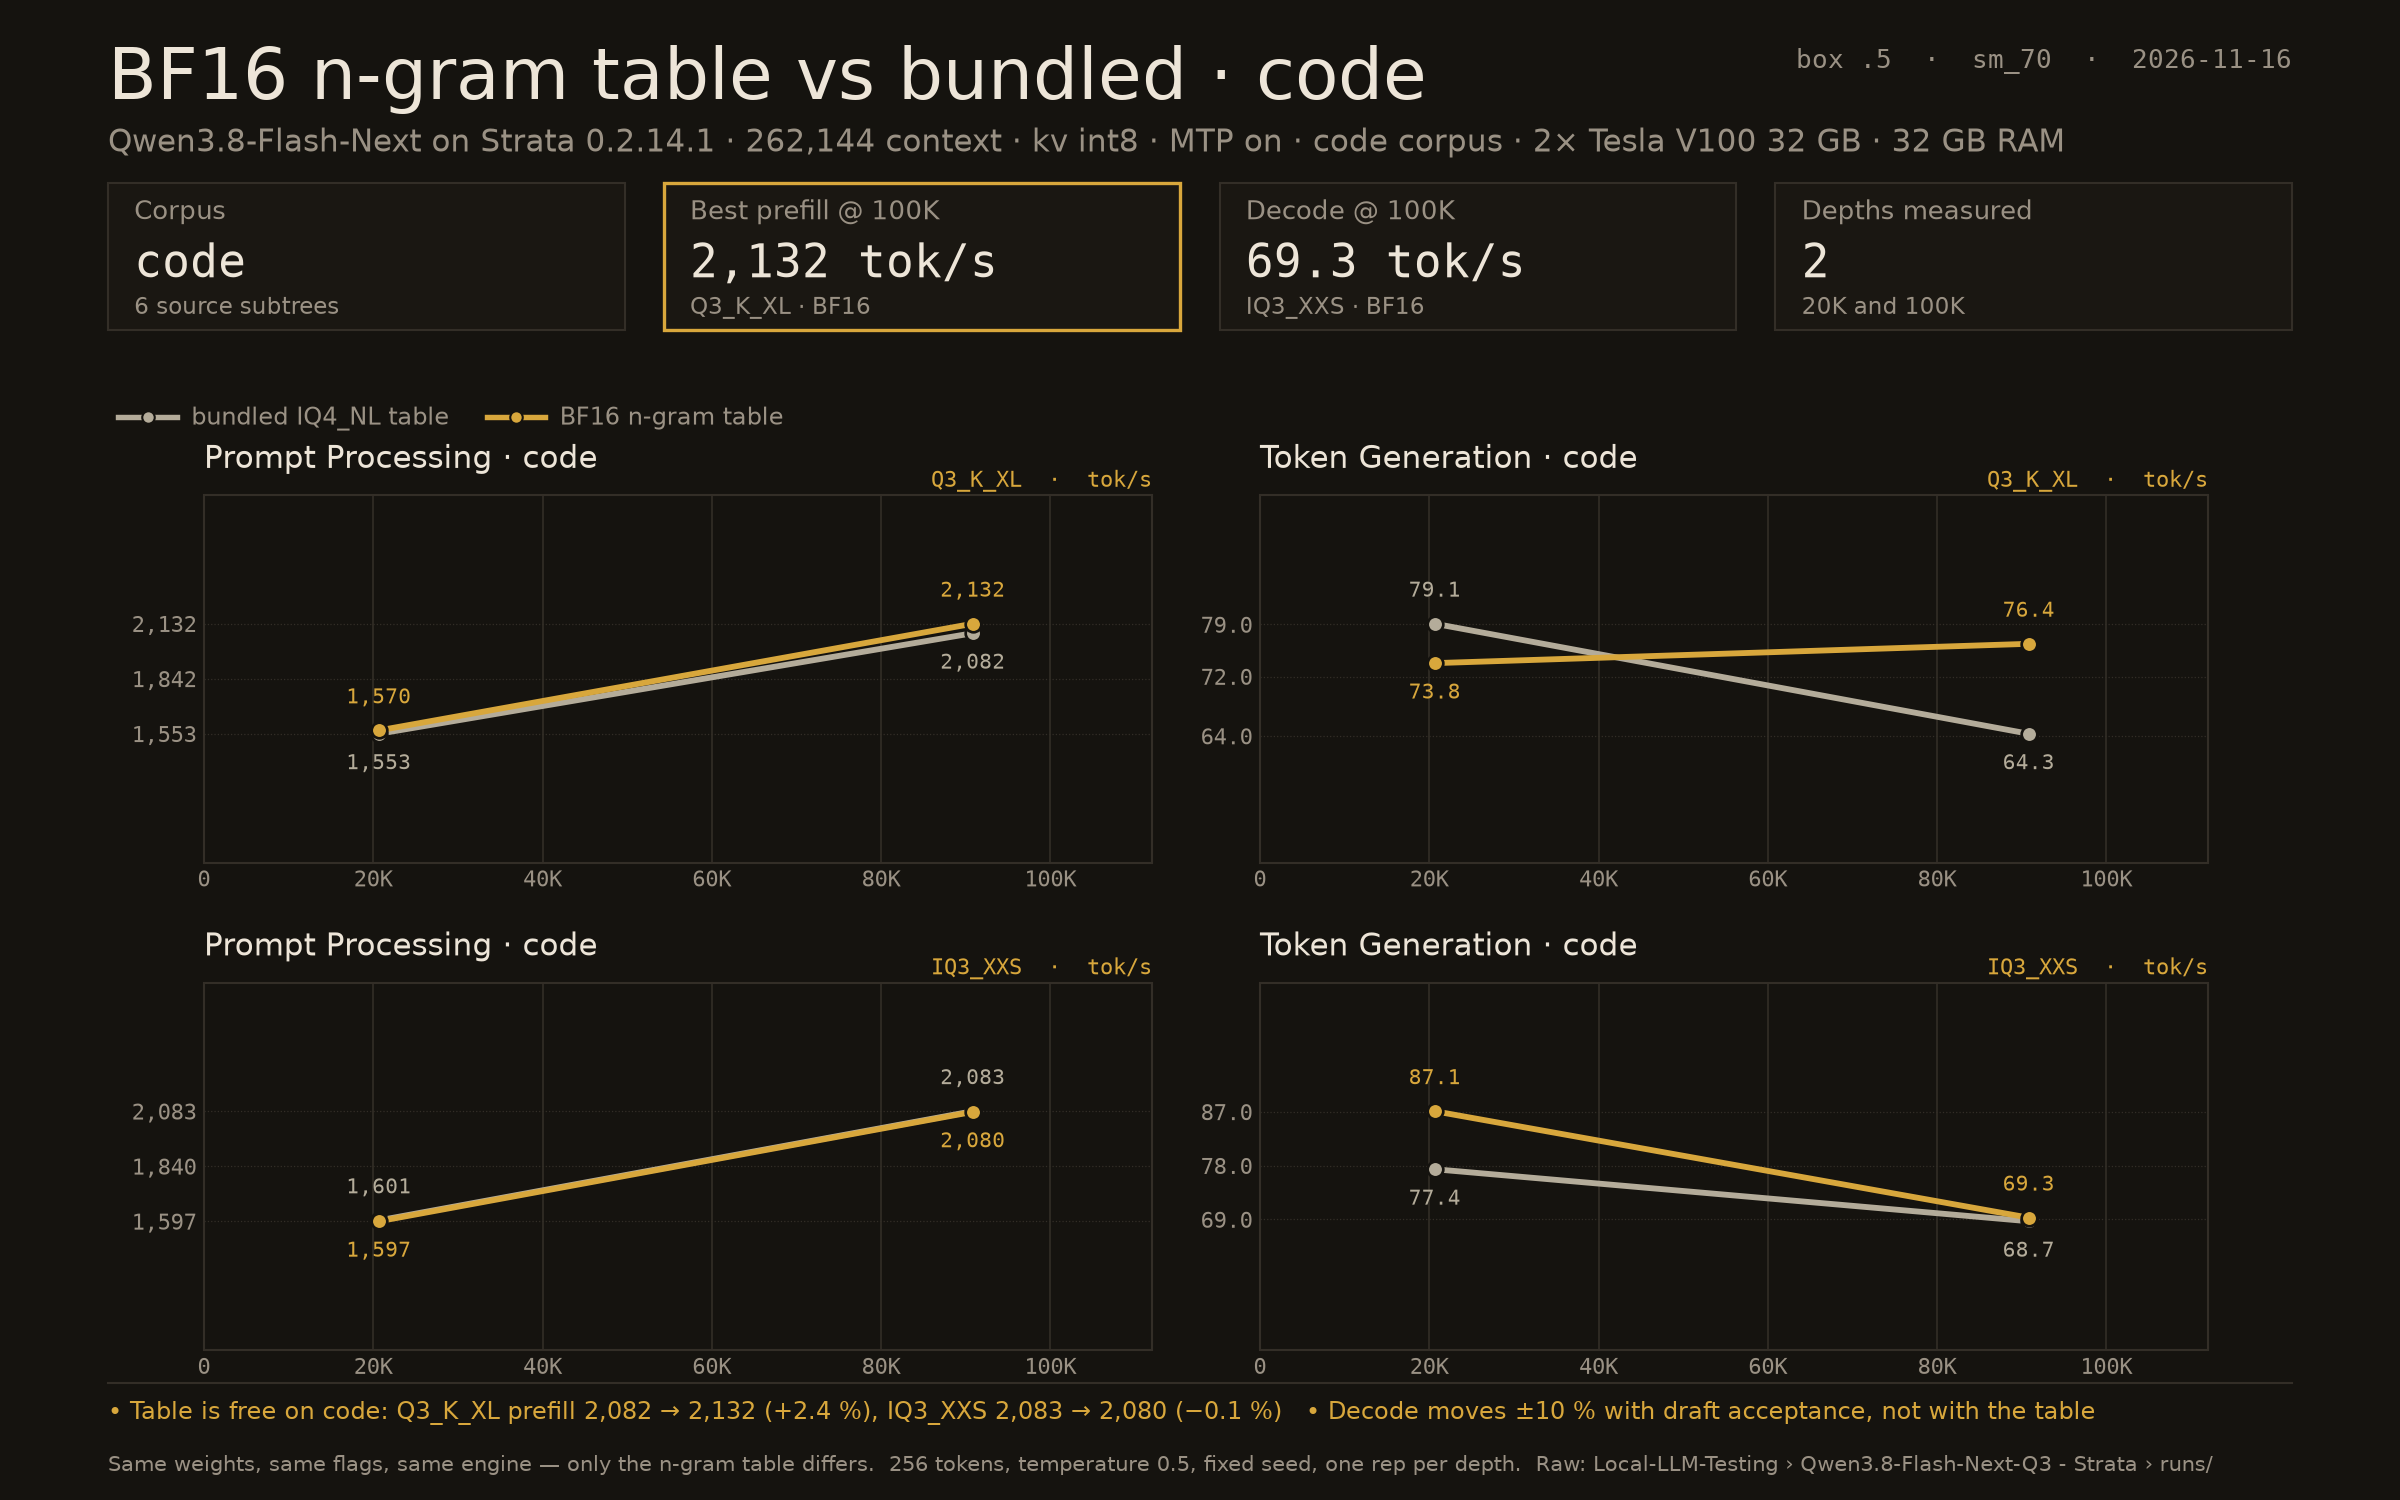 BF16 n-gram table vs bundled · code
box .5 · sm_70 · 2026-11-16
Qwen3.8-Flash-Next on Strata 0.2.14.1 · 262,144 context · kv int8 · MTP on · code corpus · 2× Tesla V100 32 GB · 32 GB RAM
Corpus
code
6 source subtrees
Best prefill @ 100K
2,132 tok/s
Q3_K_XL · BF16
Decode @ 100K
69.3 tok/s
IQ3_XXS · BF16
Depths measured
2
20K and 100K
bundled IQ4_NL table
BF16 n-gram table
Prompt Processing · code
Q3_K_XL · tok/s
2,132
1,842
1,553
1,570
1,553
2,132
2,082
0 20K 40K 60K 80K 100K
Token Generation · code
Q3_K_XL · tok/s
79.0
72.0
64.0
79.1
73.8
76.4
64.3
0 20K 40K 60K 80K 100K
Prompt Processing · code
IQ3_XXS · tok/s
2,083
1,840
1,597
1,601
1,597
2,083
2,080
0 20K 40K 60K 80K 100K
Token Generation · code
IQ3_XXS · tok/s
87.0
78.0
69.0
87.1
77.4
69.3
68.7
0 20K 40K 60K 80K 100K
• Table is free on code: Q3_K_XL prefill 2,082 → 2,132 (+2.4 %), IQ3_XXS 2,083 → 2,080 (−0.1 %) • Decode moves ±10 % with draft acceptance, not with the table
Same weights, same flags, same engine — only the n-gram table differs. 256 tokens, temperature 0.5, fixed seed, one rep per depth. Raw: Local-LLM-Testing › Qwen3.8-Flash-Next-Q3 - Strata › runs/